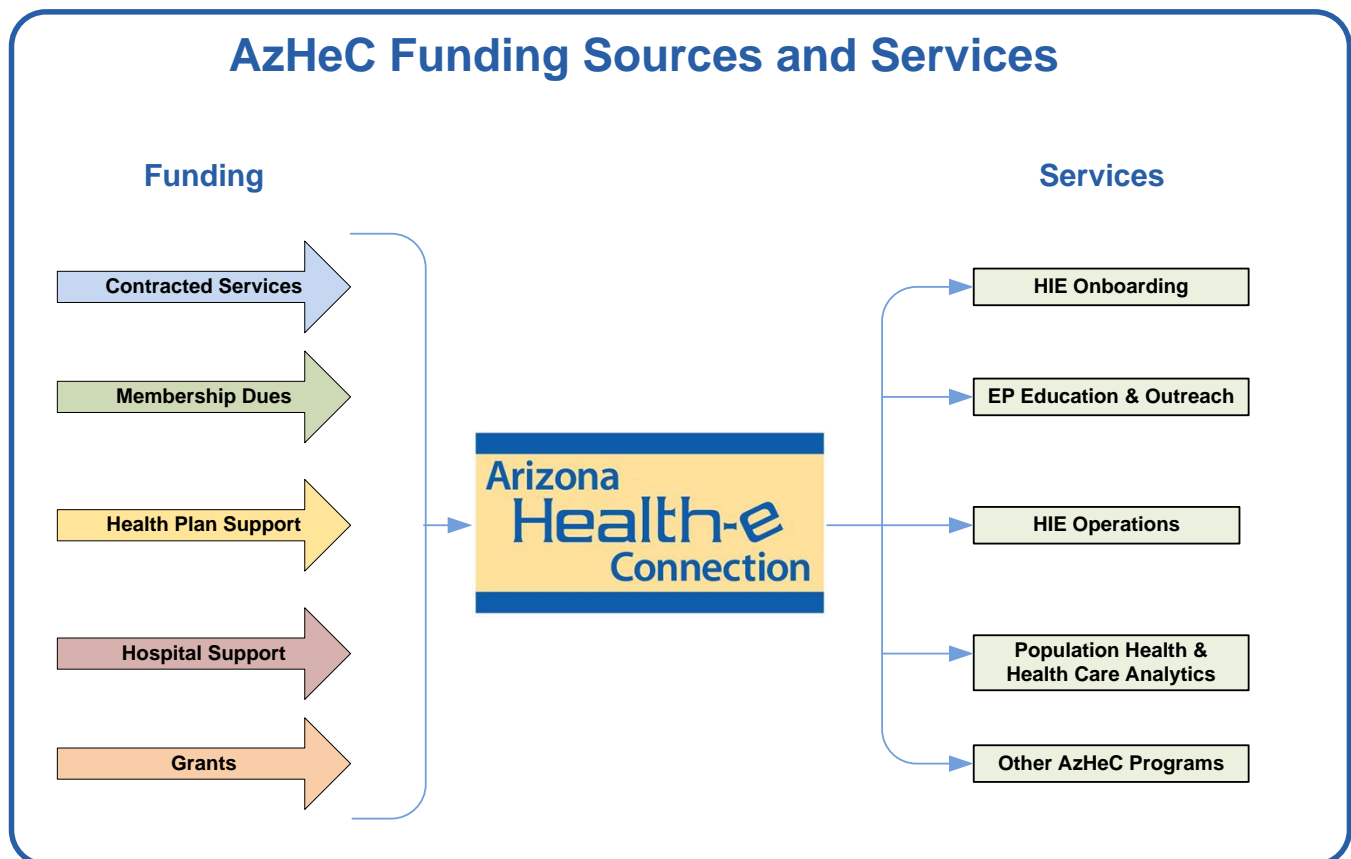 AzHeC Funding Sources and Services
Funding
Contracted Services
Membership Dues
Health Plan Support
Hospital Support
Grants
Arizona
Health-e
Connection
Services
HIE Onboarding
EP Education & Outreach
HIE Operations
Population Health &
Health Care Analytics
Other AzHeC Programs